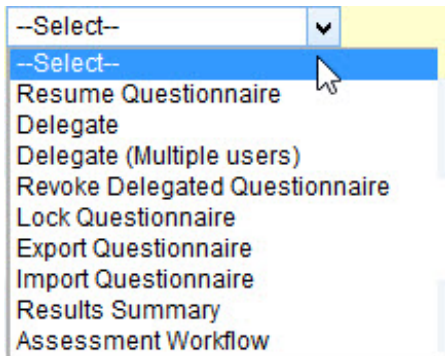 --Select--
--Select--
Resume Questionnaire
Delegate
Delegate (Multiple users)
Revoke Delegated Questionnaire
Lock Questionnaire
Export Questionnaire
Import Questionnaire
Results Summary
Assessment Workflow